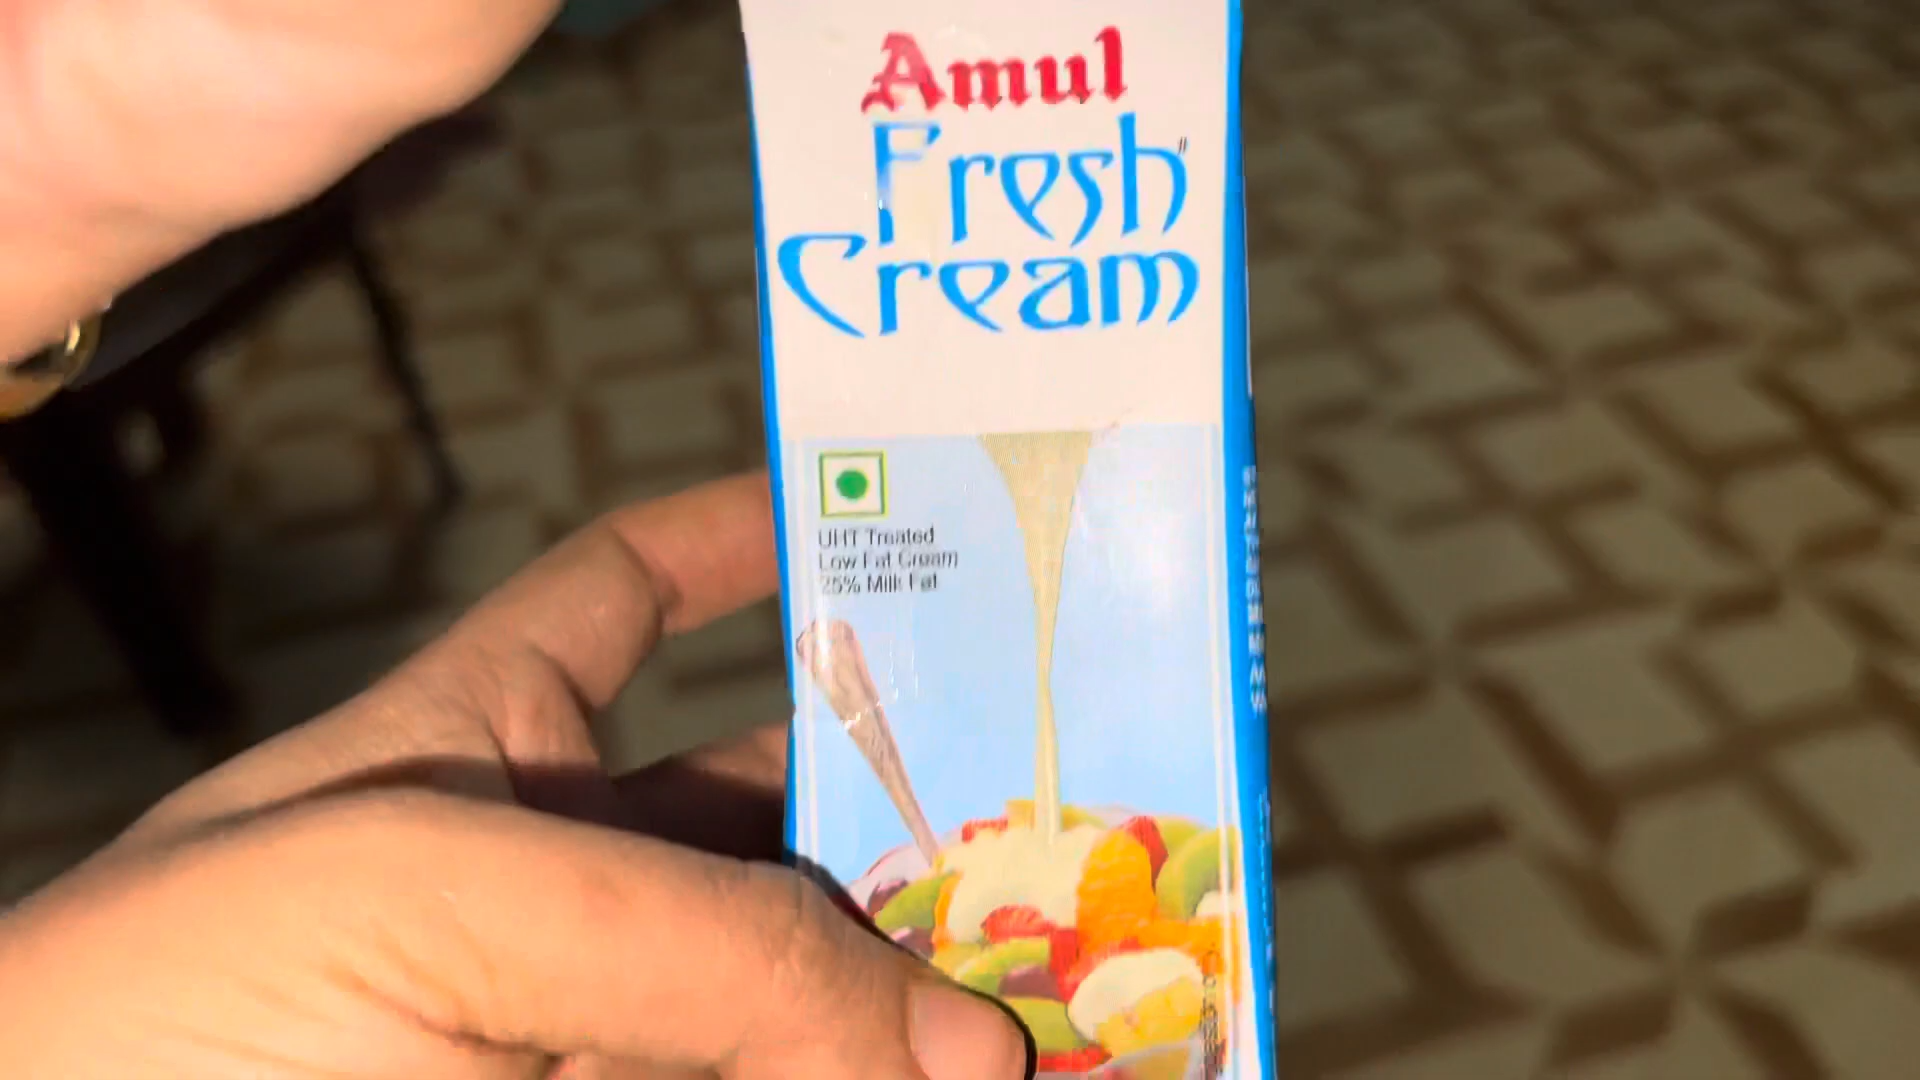 Amul
Fresh#
Cream
UHT Treated
Low Fat Cream
25% Milk Fat